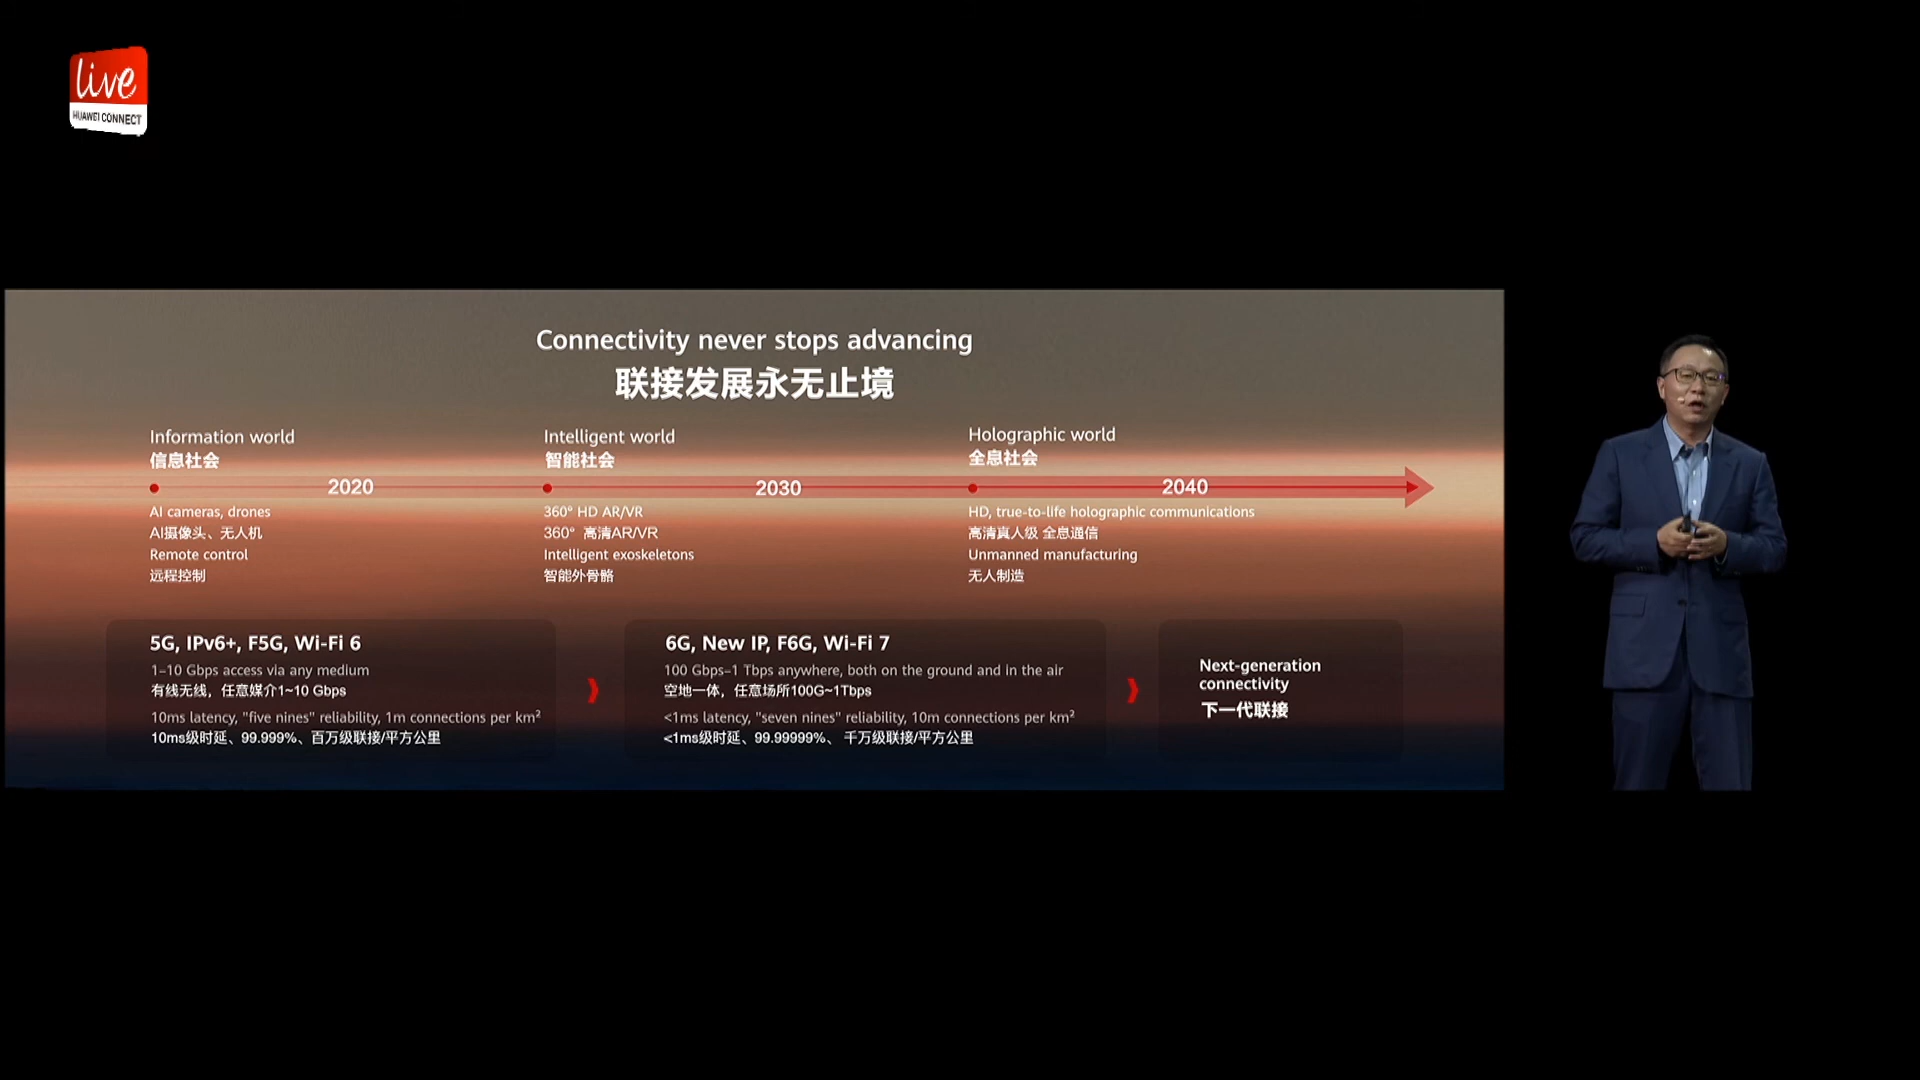 live
HUAWEI CONNECT
Connectivity never stops advancing
联接发展永无止境
Information world
信息社会
Intelligent world
智能社会
Holographic world
全息社会
2020
2030
2040
AI cameras, drones
AI摄像头、无人机
Remote control
远程控制
360° HD AR/VR
360° 高清AR/VR
Intelligent exoskeletons
智能外骨骼
HD, true-to-life holographic communications
高清真人级 全息通信
Unmanned manufacturing
无人制造
5G, IPv6+, F5G, Wi-Fi 6
1–10 Gbps access via any medium
有线无线，任意媒介1~10 Gbps
10ms latency, "five nines" reliability, 1m connections per km²
10ms级时延、99.999%、百万级联接/平方公里
6G, New IP, F6G, Wi-Fi 7
100 Gbps–1 Tbps anywhere, both on the ground and in the air
空地一体，任意场所100G~1Tbps
<1ms latency, "seven nines" reliability, 10m connections per km²
<1ms级时延、99.99999%、 千万级联接/平方公里
Next-generation
connectivity
下一代联接